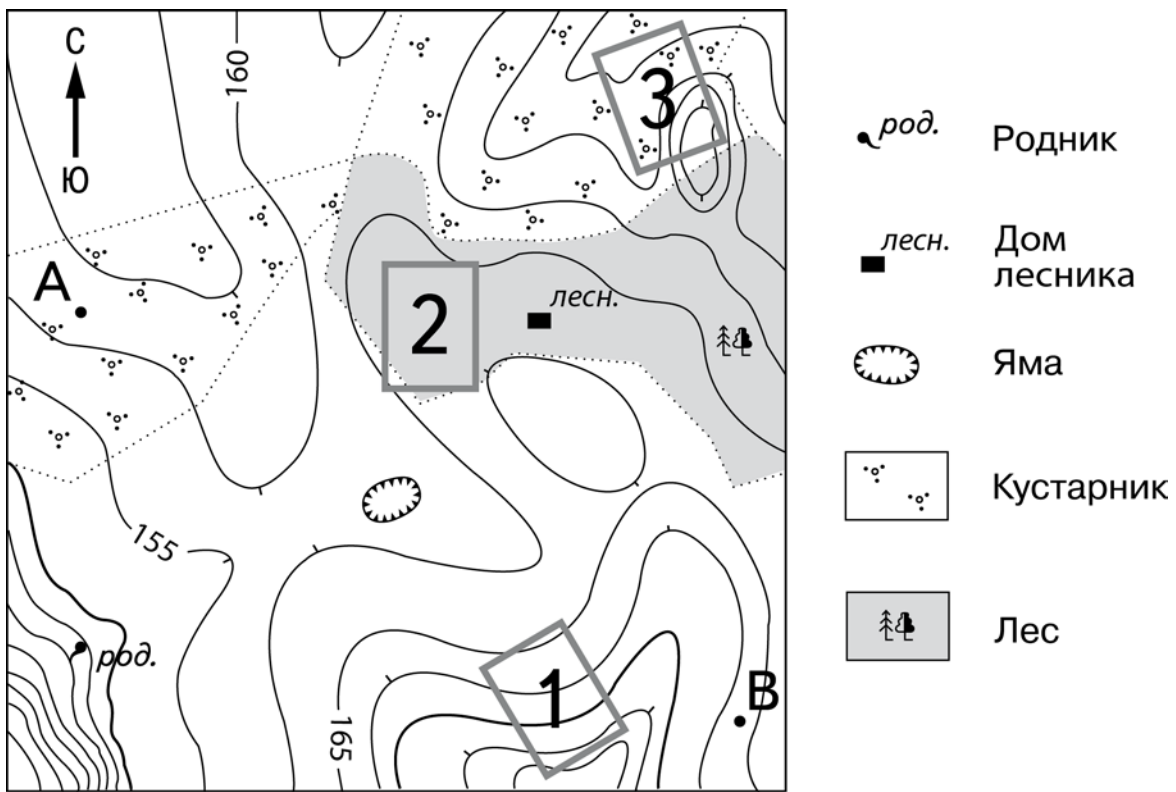 С
Ю
160
3
А
2
лесн.
155
род.
1
В
165
род. Родник
лесн. Дом
лесника
Яма
Кустарник
Лес